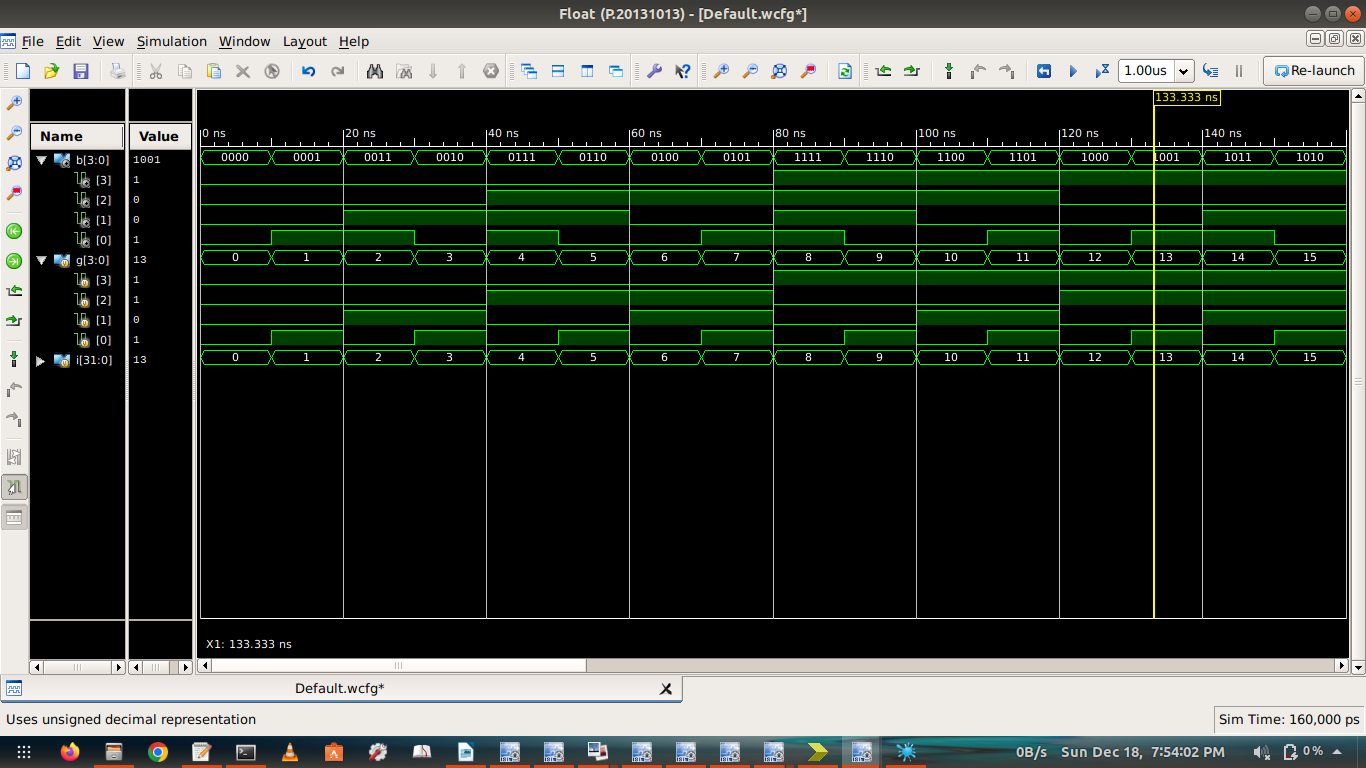 Float (P.20131013) - [Default.wcfg*]
File Edit View Simulation Window Layout Help
1.00us Re-launch
133.333 ns
Name Value
0 ns 20 ns 40 ns 60 ns 80 ns 100 ns 120 ns 140 ns
b[3:0] 1001 0000 0001 0011 0010 0111 0110 0100 0101 1111 1110 1100 1101 1000 1001 1011 1010
[3] 1
[2] 0
[1] 0
[0] 1
g[3:0] 13 0 1 2 3 4 5 6 7 8 9 10 11 12 13 14 15
[3] 1
[2] 1
[1] 0
[0] 1
i[31:0] 13 0 1 2 3 4 5 6 7 8 9 10 11 12 13 14 15
X1: 133.333 ns
Default.wcfg*
Uses unsigned decimal representation Sim Time: 160,000 ps
0B/s Sun Dec 18, 7:54:02 PM 0 %